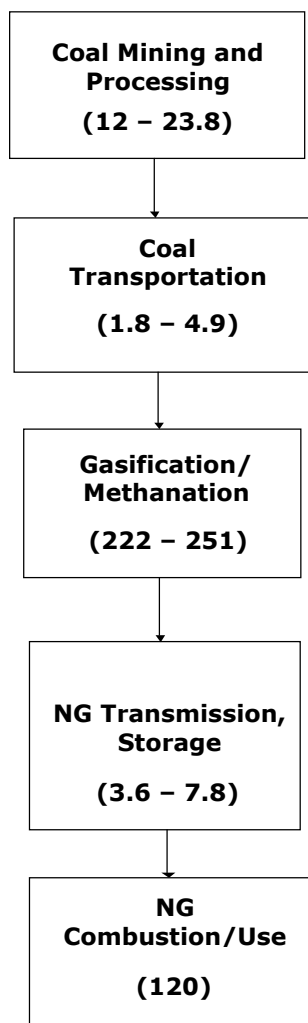 Coal Mining and
Processing
(12 – 23.8)
Coal
Transportation
(1.8 – 4.9)
Gasification/
Methanation
(222 – 251)
NG Transmission,
Storage
(3.6 – 7.8)
NG
Combustion/Use
(120)